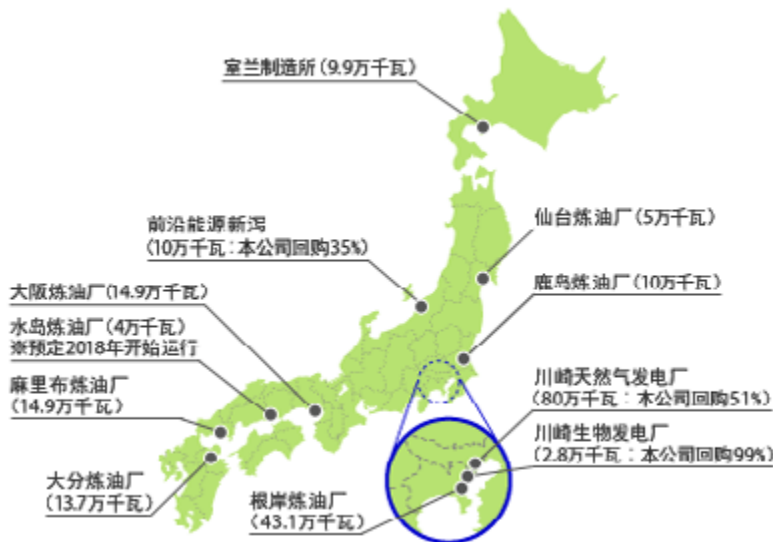 室兰制造所(9.9万千瓦)
前沿能源新泻
(10万千瓦:本公司回购35%)
仙台炼油厂(5万千瓦)
大阪炼油厂(14.9万千瓦)
鹿岛炼油厂(10万千瓦)
水岛炼油厂(4万千瓦)
※预定2018年开始运行
麻里布炼油厂
(14.9万千瓦)
川崎天然气发电厂
(80万千瓦:本公司回购51%)
川崎生物发电厂
(2.8万千瓦:本公司回购99%)
大分炼油厂
(13.7万千瓦)
根岸炼油厂
(43.1万千瓦)